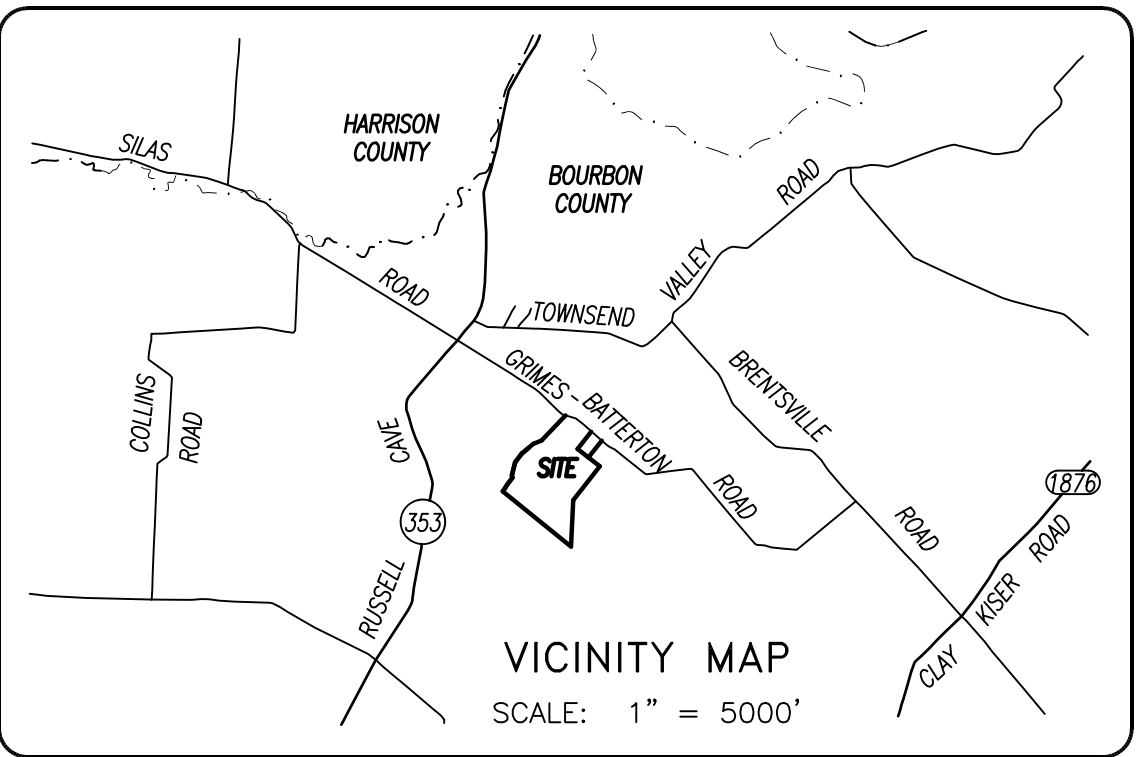 SILAS
HARRISON
COUNTY
BOURBON
COUNTY
ROAD
VALLEY
ROAD
TOWNSEND
GRIMES - BATTERTON
BRENTSVILLE
COLLINS
ROAD
CAVE
SITE
ROAD
1876
353
ROAD
ROAD
RUSSELL
KISER
CLAY
VICINITY MAP
SCALE: 1" = 5000'